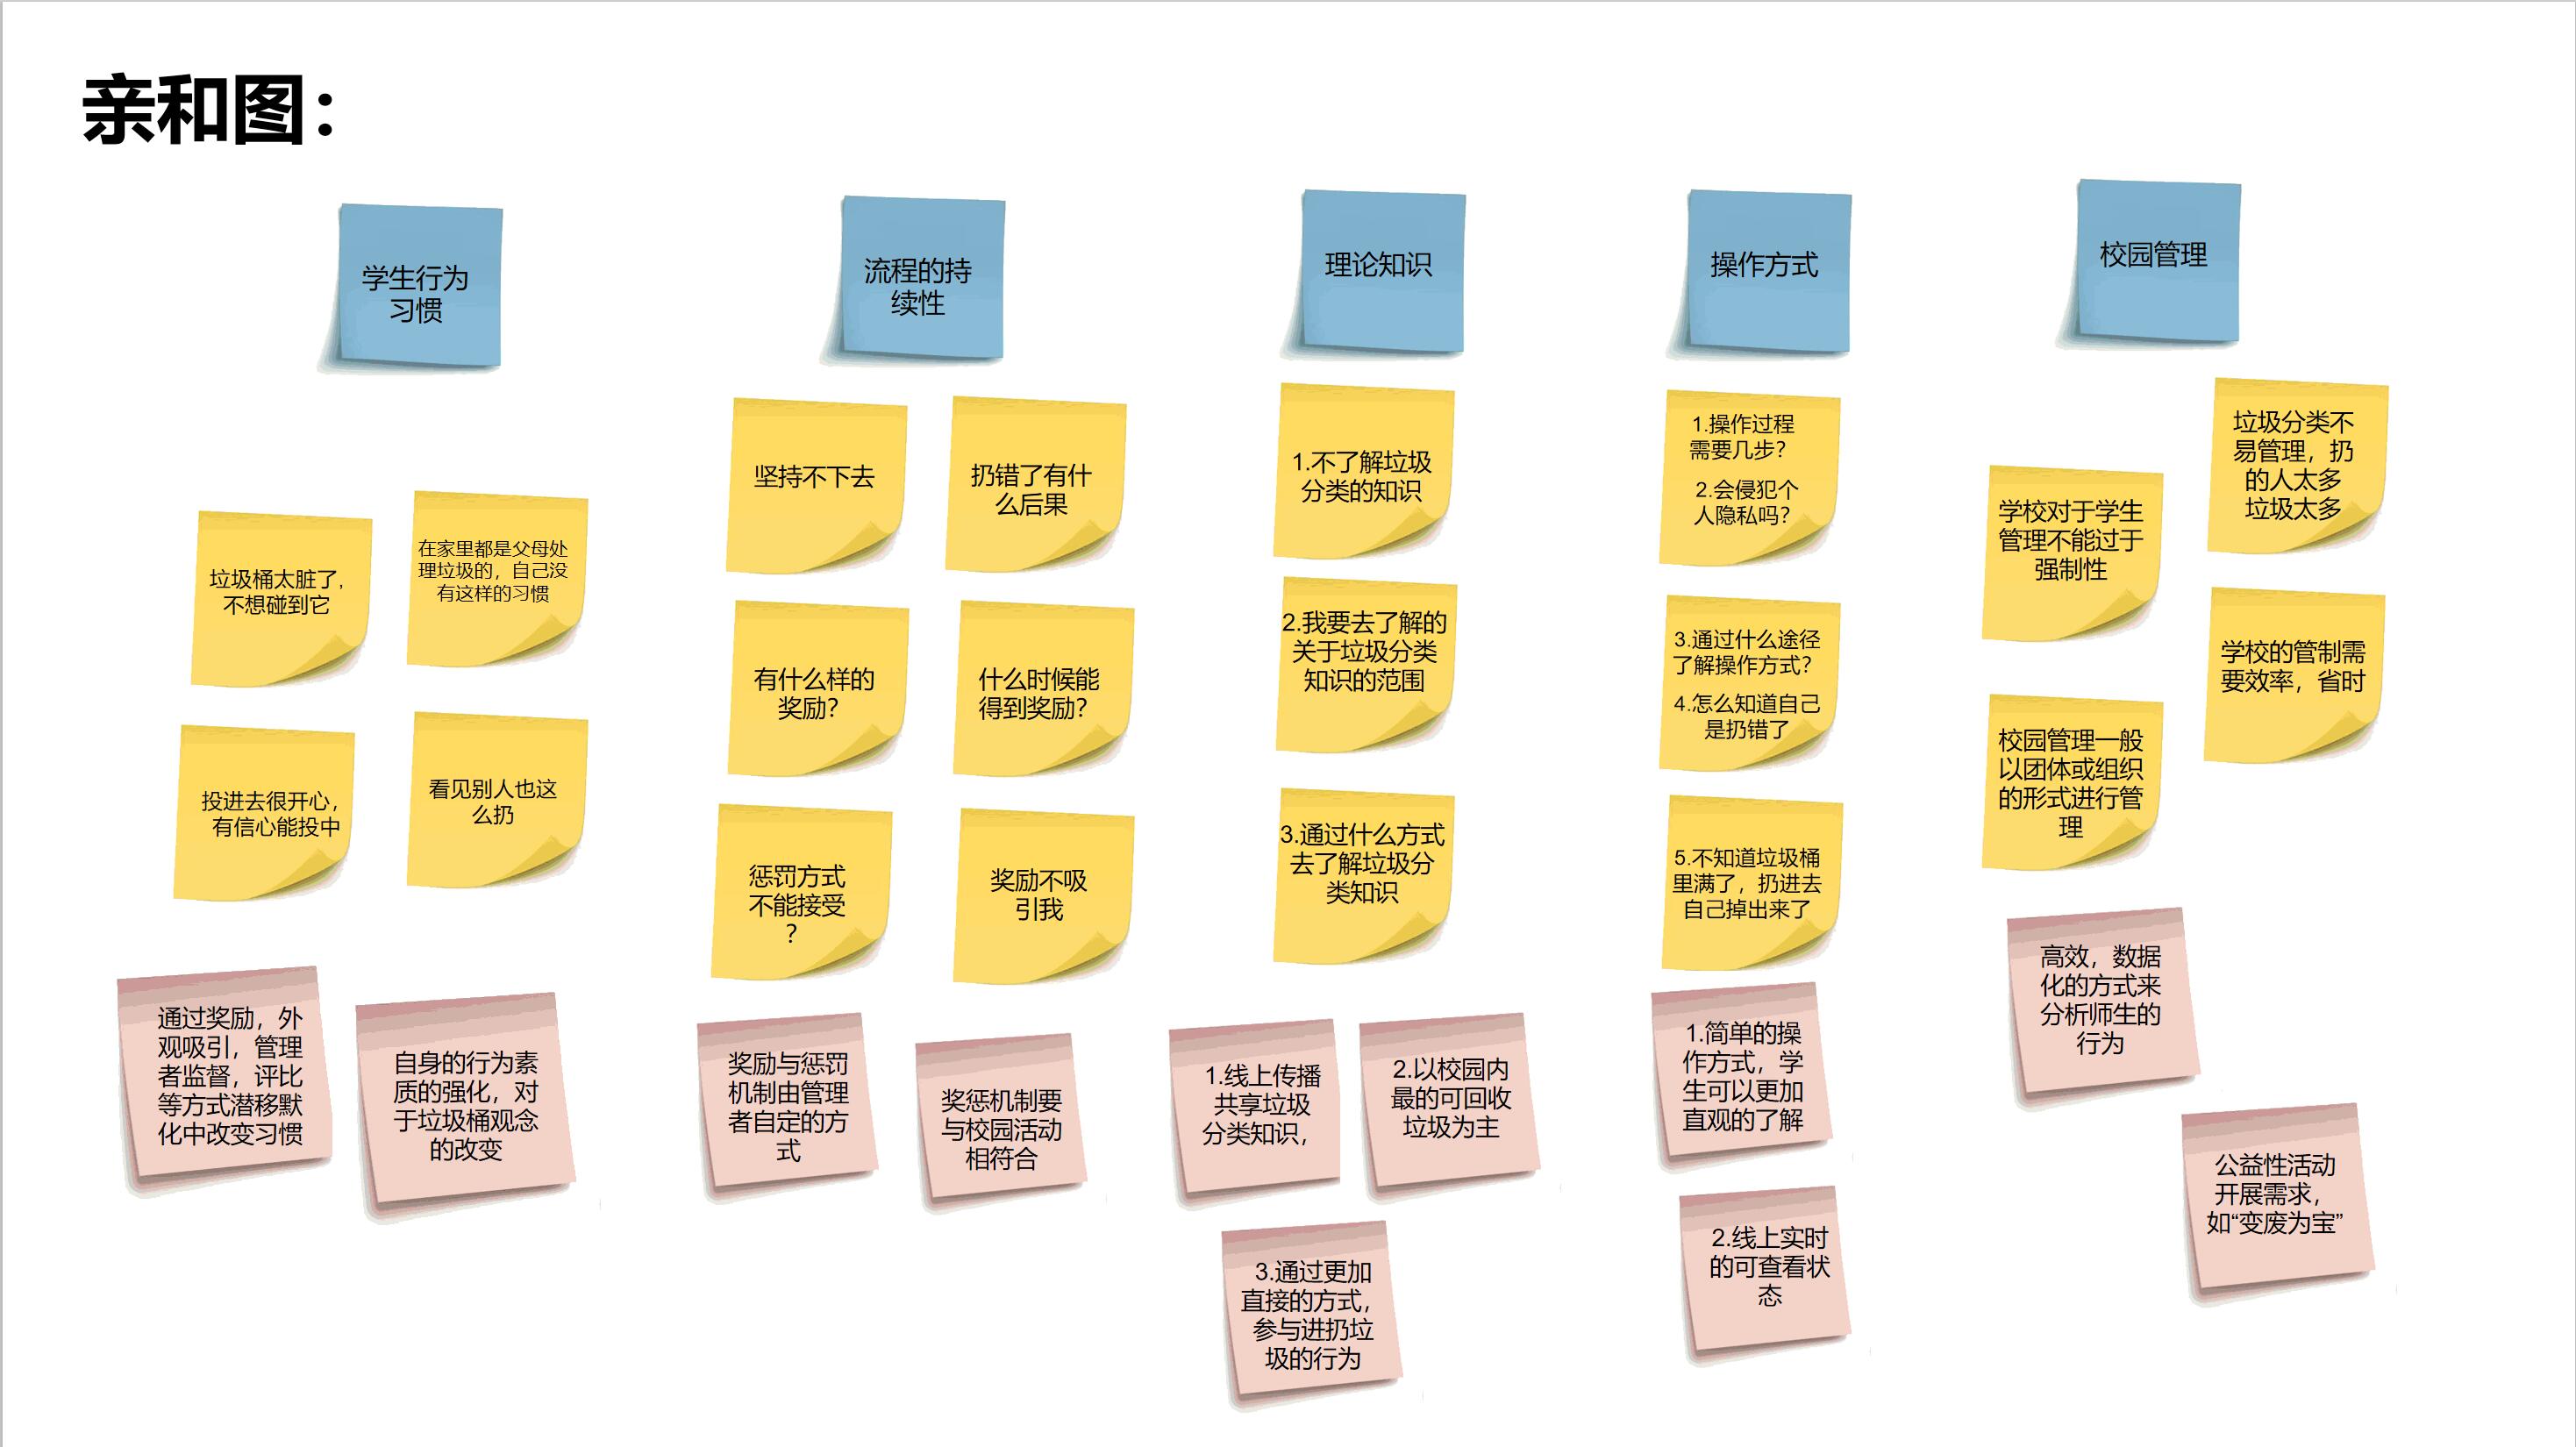 亲和图：
学生行为
习惯
垃圾桶太脏了，
不想碰到它
在家里都是父母处
理垃圾的，自己没
有这样的习惯
投进去很开心，
有信心能投中
看见别人也这
么扔
通过奖励，外
观吸引，管理
者监督，评比
等方式潜移默
化中改变习惯
自身的行为素
质的强化，对
于垃圾桶观念
的改变
流程的持
续性
坚持不下去
扔错了有什
么后果
有什么样的
奖励？
什么时候能
得到奖励？
惩罚方式
不能接受
？
奖励不吸
引我
奖励与惩罚
机制由管理
者自定的方
式
奖惩机制要
与校园活动
相符合
理论知识
1.不了解垃圾
分类的知识
2.我要去了解的
关于垃圾分类
知识的范围
3.通过什么方式
去了解垃圾分
类知识
1.线上传播
共享垃圾
分类知识，
2.以校园内
最的可回收
垃圾为主
3.通过更加
直接的方式，
参与进扔垃
圾的行为
操作方式
1.操作过程
需要几步？
2.会侵犯个
人隐私吗？
3.通过什么途径
了解操作方式？
4.怎么知道自己
是扔错了
5.不知道垃圾桶
里满了，扔进去
自己掉出来了
1.简单的操
作方式，学
生可以更加
直观的了解
2.线上实时
的可查看状
态
校园管理
垃圾分类不
易管理，扔
的人太多
垃圾太多
学校对于学生
管理不能过于
强制性
学校的管制需
要效率，省时
校园管理一般
以团体或组织
的形式进行管
理
高效，数据
化的方式来
分析师生的
行为
公益性活动
开展需求，
如“变废为宝”